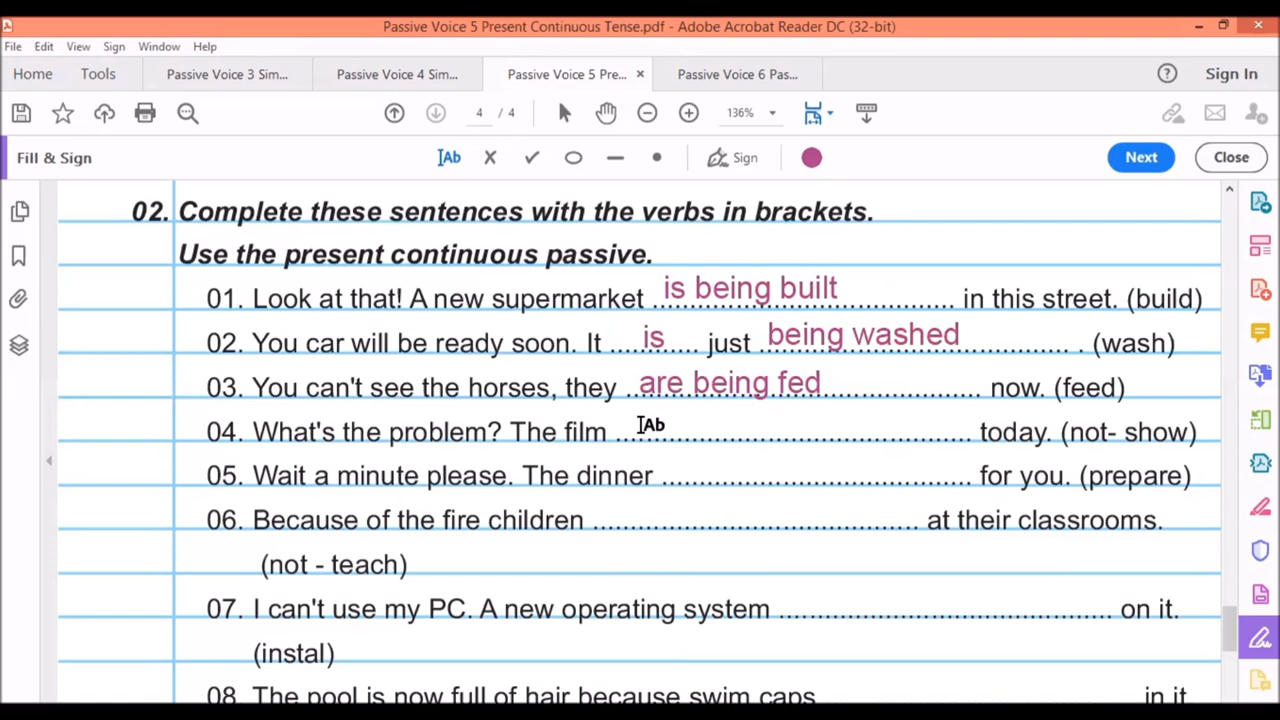 Passive Voice 5 Present Continuous Tense.pdf - Adobe Acrobat Reader DC (32-bit)
File Edit View Sign Window Help
Home Tools Passive Voice 3 Sim... Passive Voice 4 Sim... Passive Voice 5 Pre... × Passive Voice 6 Pas... Sign In
4 / 4 136%
Fill & Sign IAb Sign Next Close
02. Complete these sentences with the verbs in brackets.
Use the present continuous passive.
01. Look at that! A new supermarket ...is being built... in this street. (build)
02. You car will be ready soon. It ...is... just ...being washed... . (wash)
03. You can't see the horses, they ...are being fed... now. (feed)
IAb
04. What's the problem? The film ............................................... today. (not- show)
05. Wait a minute please. The dinner ......................................... for you. (prepare)
06. Because of the fire children ........................................... at their classrooms.
(not - teach)
07. I can't use my PC. A new operating system ............................................ on it.
(instal)
08. The pool is now full of hair because swim caps ........................................... in it